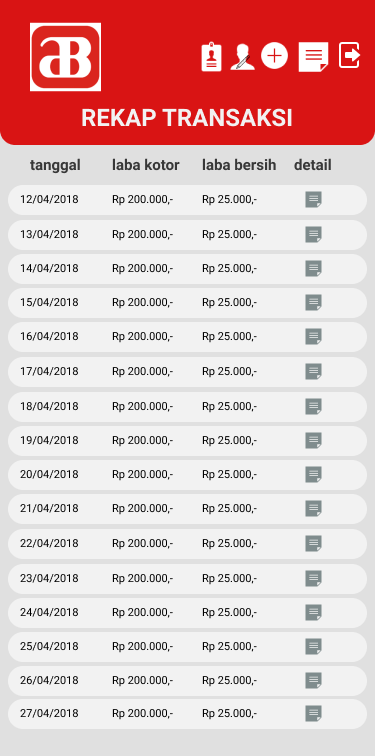 aB
REKAP TRANSAKSI
tanggal laba kotor laba bersih detail
12/04/2018 Rp 200.000,- Rp 25.000,-
13/04/2018 Rp 200.000,- Rp 25.000,-
14/04/2018 Rp 200.000,- Rp 25.000,-
15/04/2018 Rp 200.000,- Rp 25.000,-
16/04/2018 Rp 200.000,- Rp 25.000,-
17/04/2018 Rp 200.000,- Rp 25.000,-
18/04/2018 Rp 200.000,- Rp 25.000,-
19/04/2018 Rp 200.000,- Rp 25.000,-
20/04/2018 Rp 200.000,- Rp 25.000,-
21/04/2018 Rp 200.000,- Rp 25.000,-
22/04/2018 Rp 200.000,- Rp 25.000,-
23/04/2018 Rp 200.000,- Rp 25.000,-
24/04/2018 Rp 200.000,- Rp 25.000,-
25/04/2018 Rp 200.000,- Rp 25.000,-
26/04/2018 Rp 200.000,- Rp 25.000,-
27/04/2018 Rp 200.000,- Rp 25.000,-